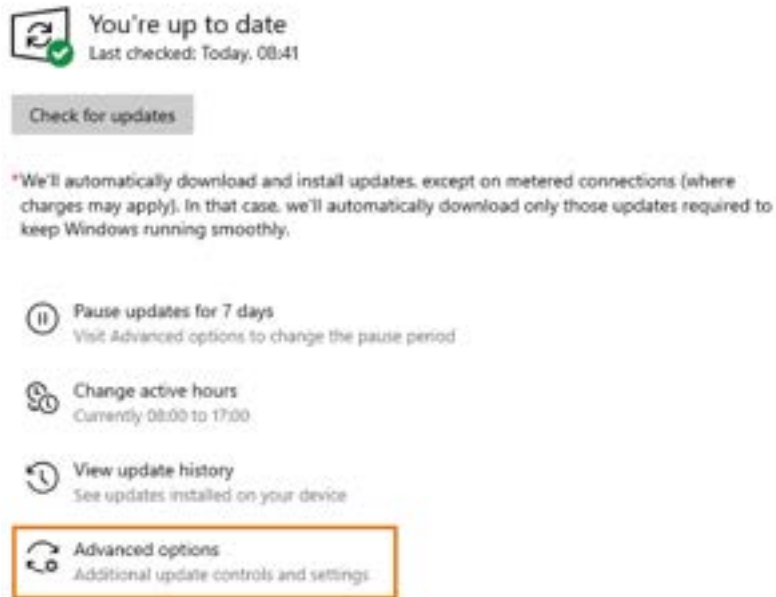 You're up to date
Last checked: Today, 08:41
Check for updates
*We'll automatically download and install updates, except on metered connections (where
charges may apply). In that case, we'll automatically download only those updates required to
keep Windows running smoothly.
Pause updates for 7 days
Visit Advanced options to change the pause period
Change active hours
Currently 08:00 to 17:00
View update history
See updates installed on your device
Advanced options
Additional update controls and settings